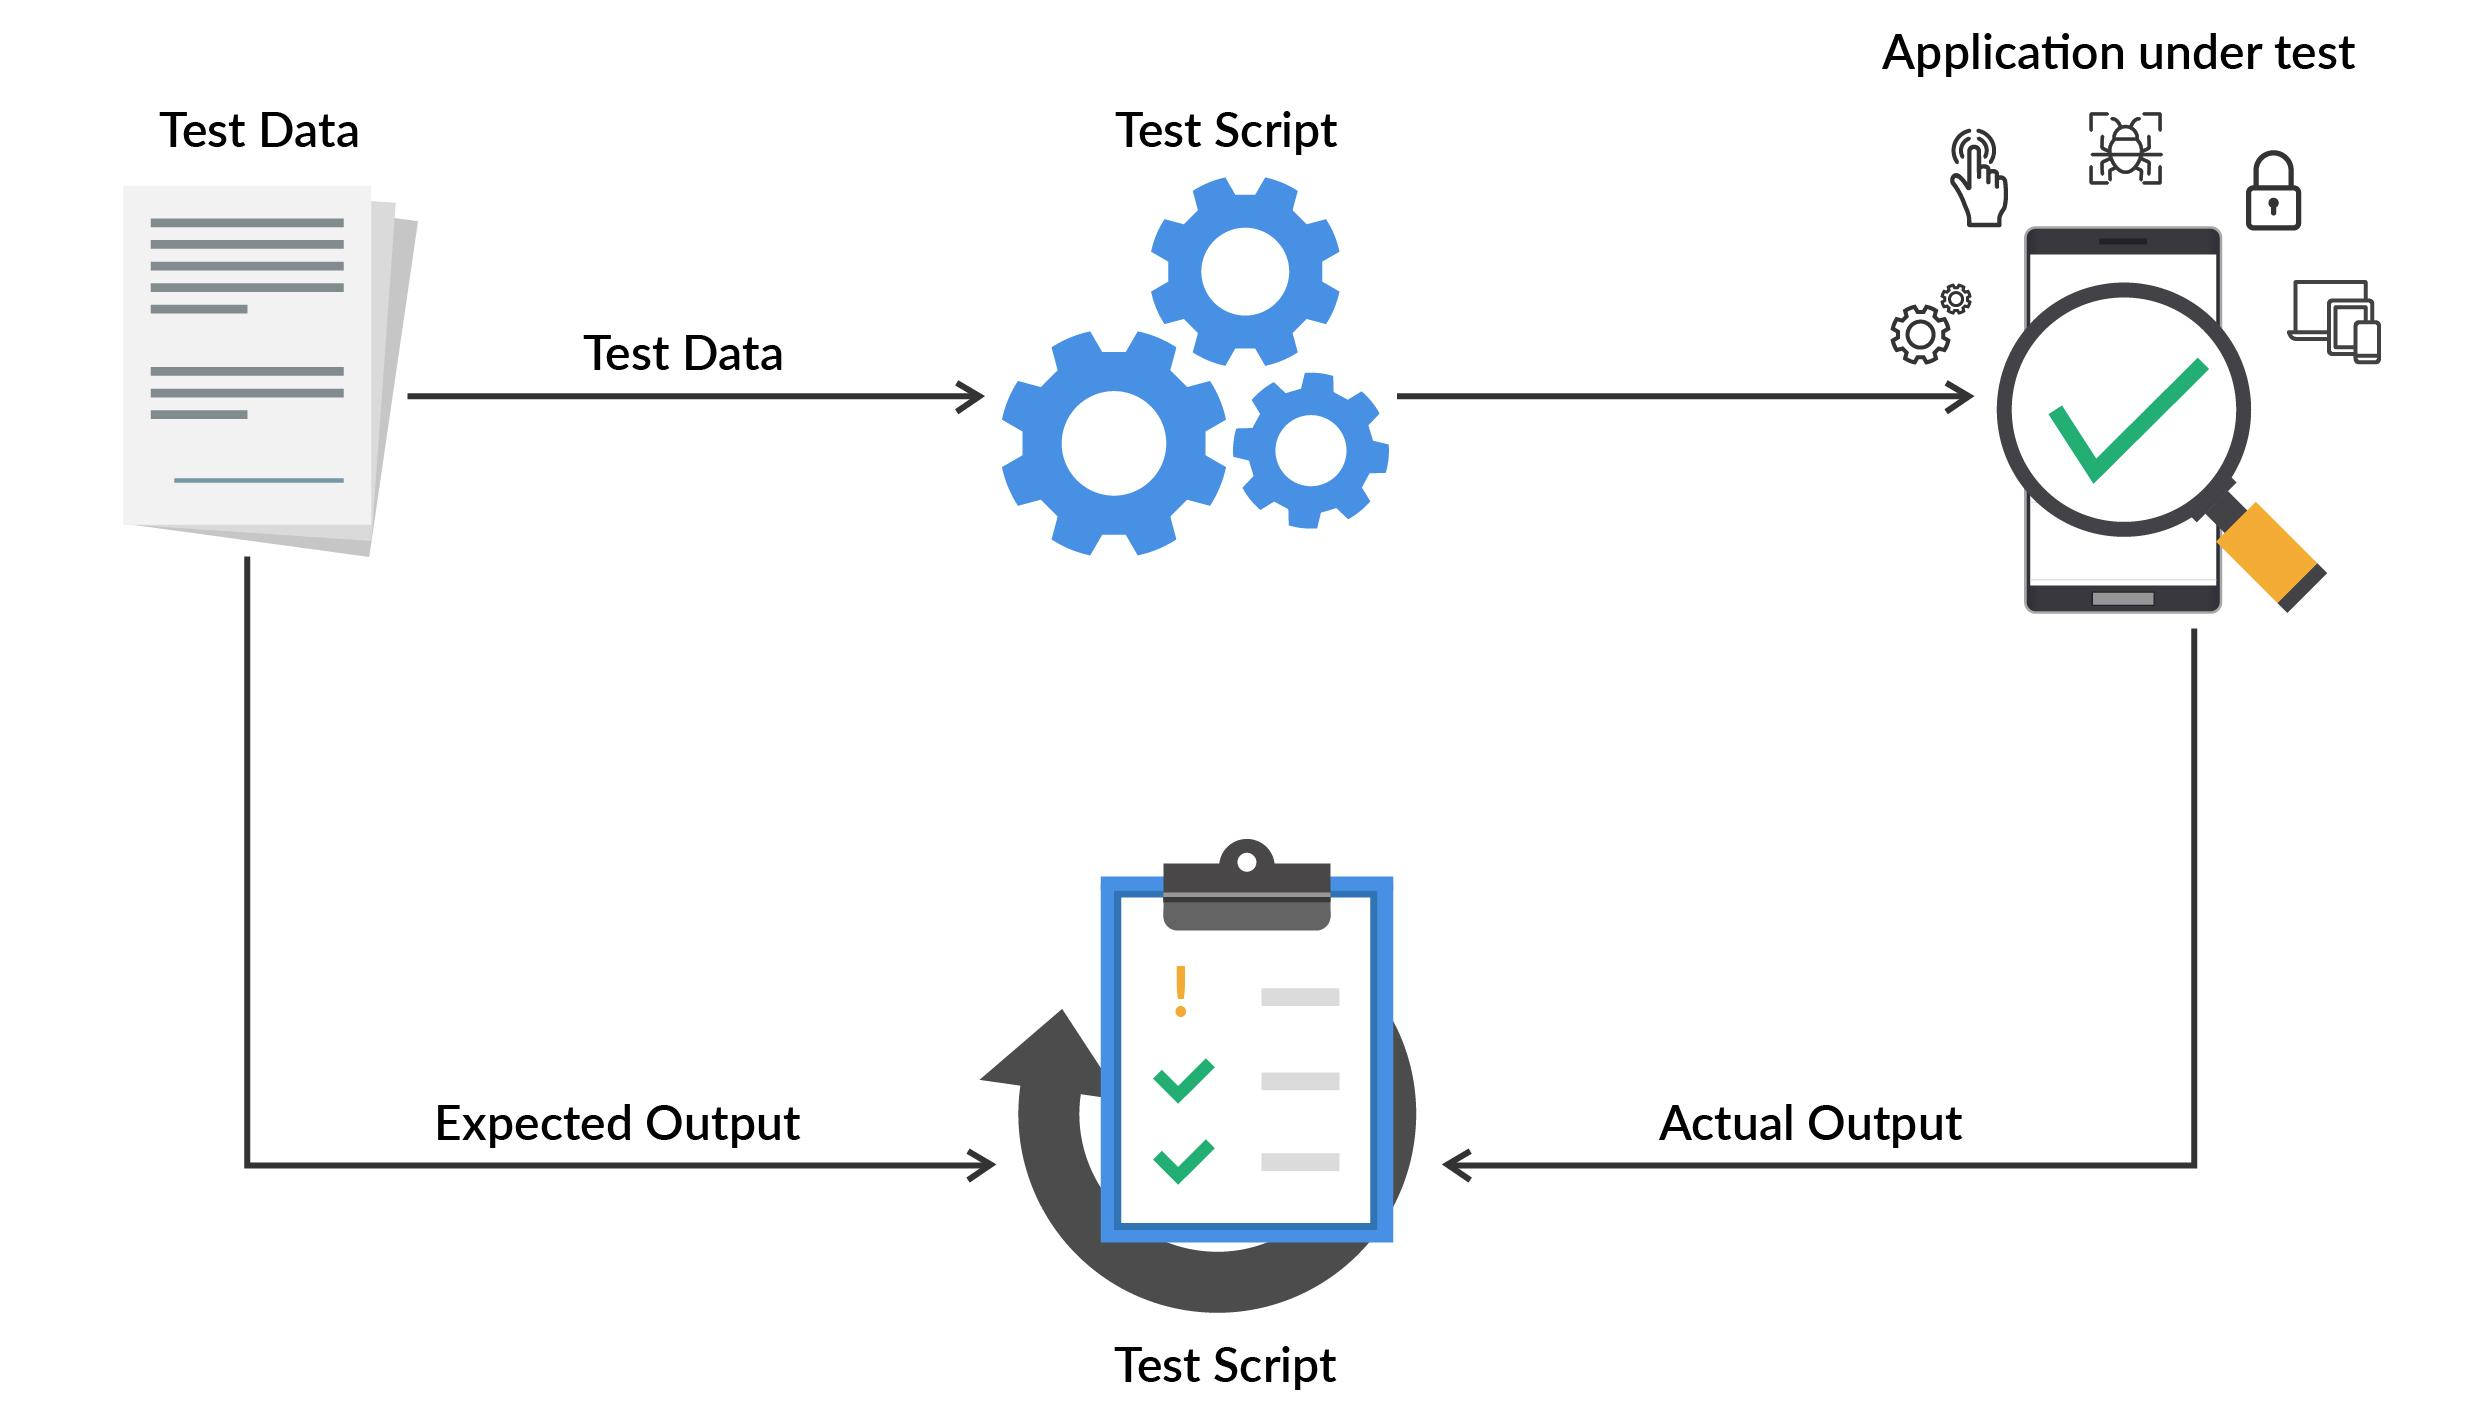 Application under test
Test Data
Test Script
Test Data
!
Expected Output
Actual Output
Test Script